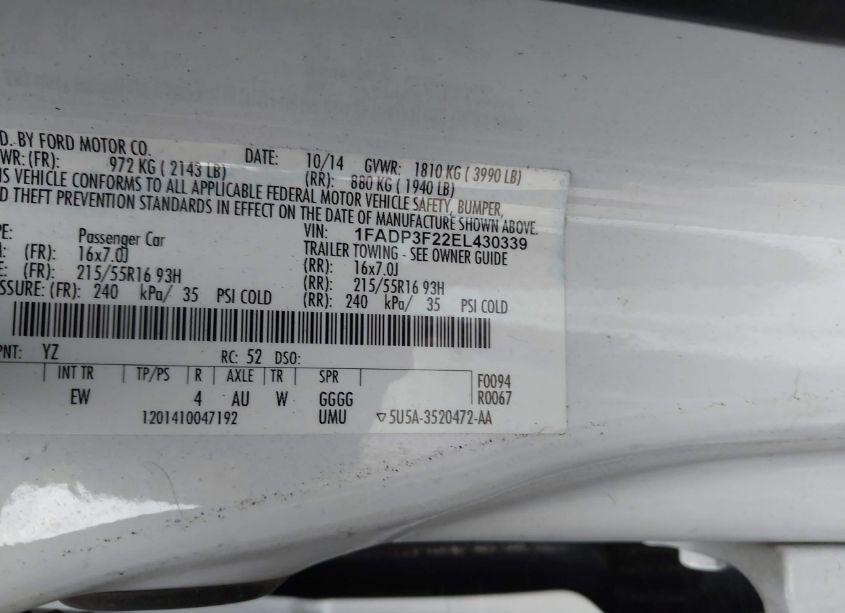 D. BY FORD MOTOR CO.
DATE: 10/14 GVWR: 1810 KG ( 3990 LB)
WR: (FR): 972 KG ( 2143 LB) (RR): 880 KG ( 1940 LB)
IS VEHICLE CONFORMS TO ALL APPLICABLE FEDERAL MOTOR VEHICLE SAFETY, BUMPER,
D THEFT PREVENTION STANDARDS IN EFFECT ON THE DATE OF MANUFACTURE SHOWN ABOVE.
VIN: 1FADP3F22EL430339
PE: Passenger Car TRAILER TOWING - SEE OWNER GUIDE
(FR): 16x7.0J (RR): 16x7.0J
E: (FR): 215/55R16 93H (RR): 215/55R16 93H
SSURE: (FR): 240 kPa/ 35 PSI COLD (RR): 240 kPa/ 35 PSI COLD
PNT: YZ RC: 52 DSO:
INT TR TP/PS R AXLE TR SPR F0094
EW 4 AU W GGGG R0067
1201410047192 UMU ▽5U5A-3520472-AA